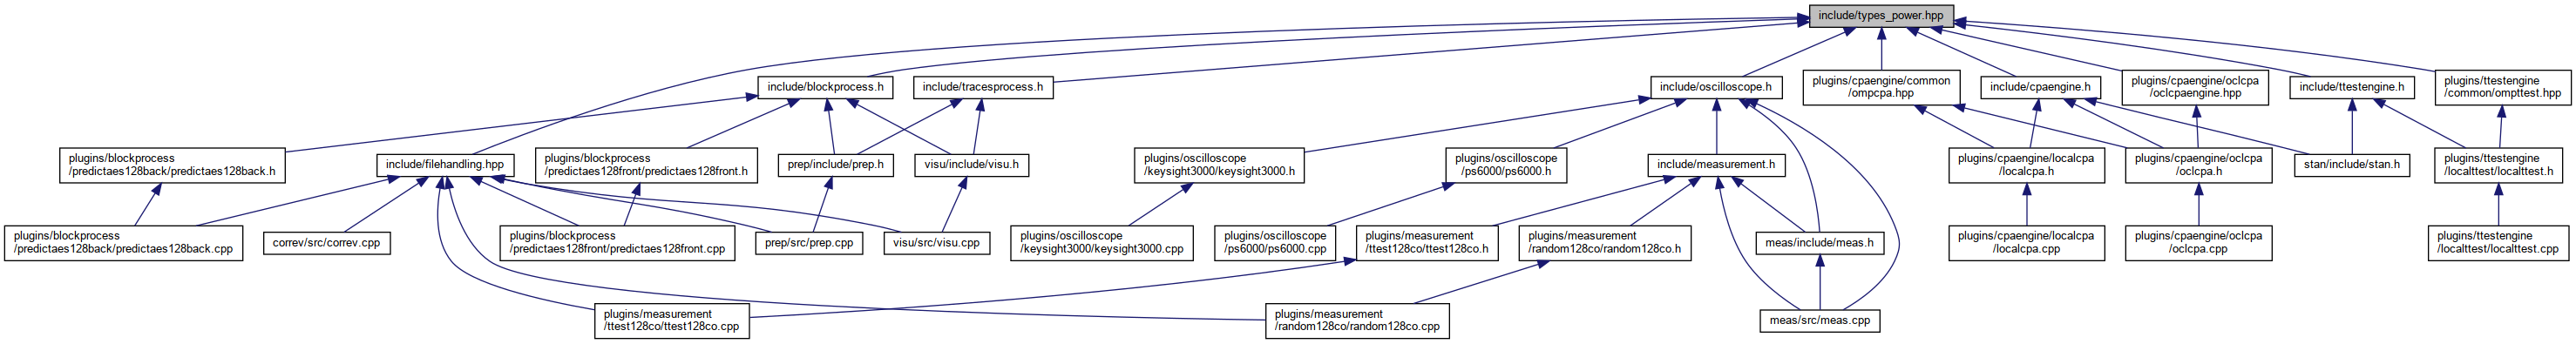 include/types_power.hpp
include/blockprocess.h
include/tracesprocess.h
include/oscilloscope.h
plugins/cpaengine/common
/ompcpa.hpp
include/cpaengine.h
plugins/cpaengine/oclcpa
/oclcpaengine.hpp
include/ttestengine.h
plugins/ttestengine
/common/ompttest.hpp
plugins/blockprocess
/predictaes128back/predictaes128back.h
include/filehandling.hpp
plugins/blockprocess
/predictaes128front/predictaes128front.h
prep/include/prep.h
visu/include/visu.h
plugins/oscilloscope
/keysight3000/keysight3000.h
plugins/oscilloscope
/ps6000/ps6000.h
include/measurement.h
plugins/cpaengine/localcpa
/localcpa.h
plugins/cpaengine/oclcpa
/oclcpa.h
stan/include/stan.h
plugins/ttestengine
/localttest/localttest.h
plugins/blockprocess
/predictaes128back/predictaes128back.cpp
correv/src/correv.cpp
plugins/blockprocess
/predictaes128front/predictaes128front.cpp
prep/src/prep.cpp
visu/src/visu.cpp
plugins/oscilloscope
/keysight3000/keysight3000.cpp
plugins/oscilloscope
/ps6000/ps6000.cpp
plugins/measurement
/ttest128co/ttest128co.h
plugins/measurement
/random128co/random128co.h
meas/include/meas.h
plugins/cpaengine/localcpa
/localcpa.cpp
plugins/cpaengine/oclcpa
/oclcpa.cpp
plugins/ttestengine
/localttest/localttest.cpp
plugins/measurement
/ttest128co/ttest128co.cpp
plugins/measurement
/random128co/random128co.cpp
meas/src/meas.cpp